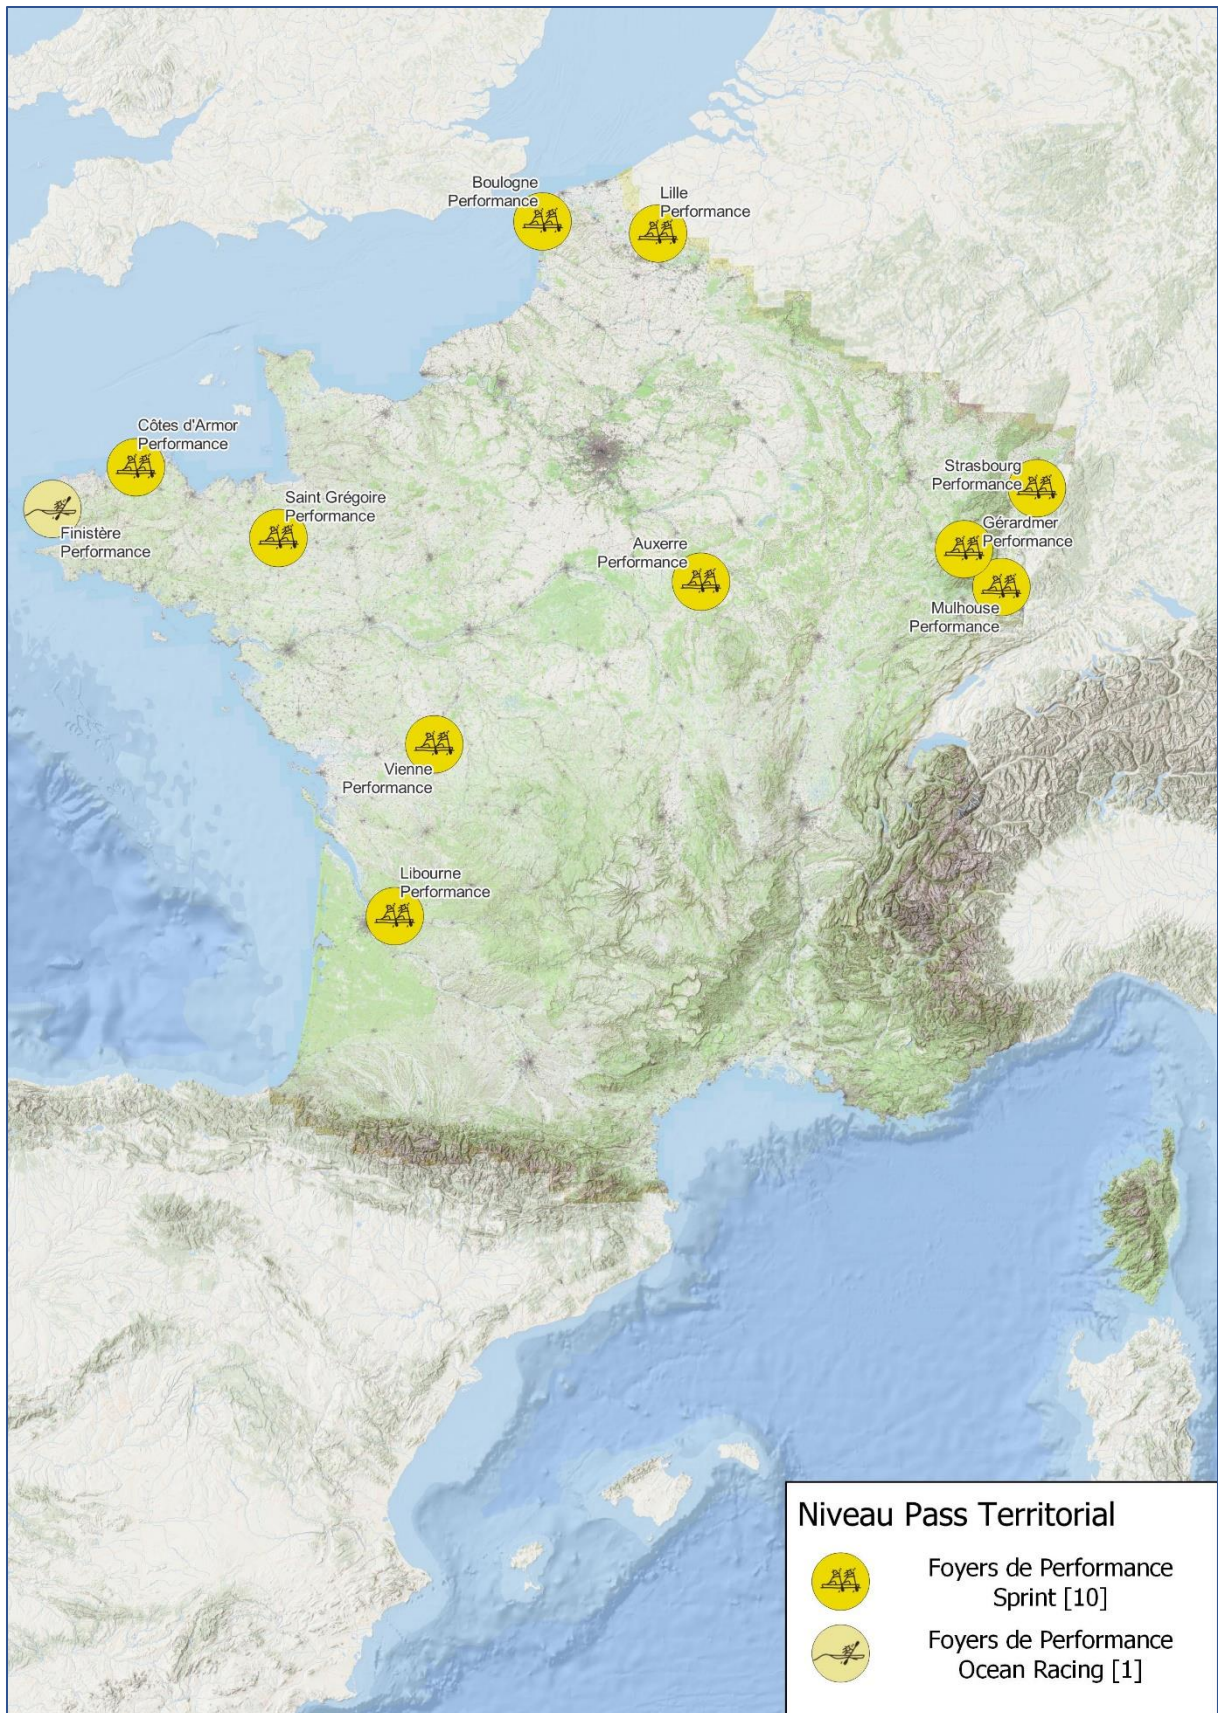 Boulogne
Performance
Lille
Performance
Côtes d'Armor
Performance
Finistère
Performance
Saint Grégoire
Performance
Auxerre
Performance
Strasbourg
Performance
Gérardmer
Performance
Mulhouse
Performance
Vienne
Performance
Libourne
Performance
Niveau Pass Territorial
Foyers de Performance
Sprint [10]
Foyers de Performance
Ocean Racing [1]